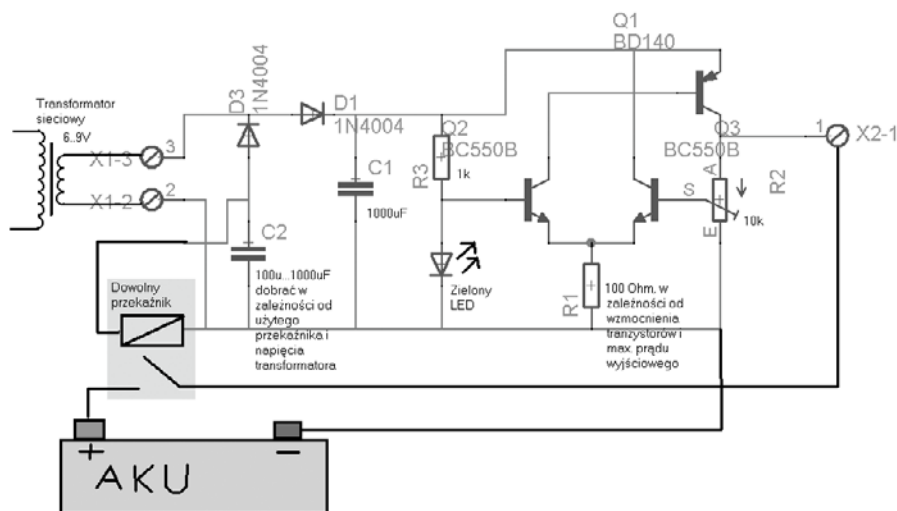 Q1
BD140
Transformator
sieciowy
6..9V
D3
1N4004
D1
1N4004
Q2
BC550B
Q3
BC550B
1
X2-1
3
X1-3
2
X1-2
C1
1000uF
R3
1k
A
S
E
R2
10k
C2
100u...1000uF
dobrać w
zależności od
użytego
przekaźnika i
napięcia
transformatora
Zielony
LED
R1
100 Ohm. w
zależności od
wzmocnienia
tranzystorów i
max. prądu
wyjściowego
Dowolny
przekaźnik
+
−
AKU